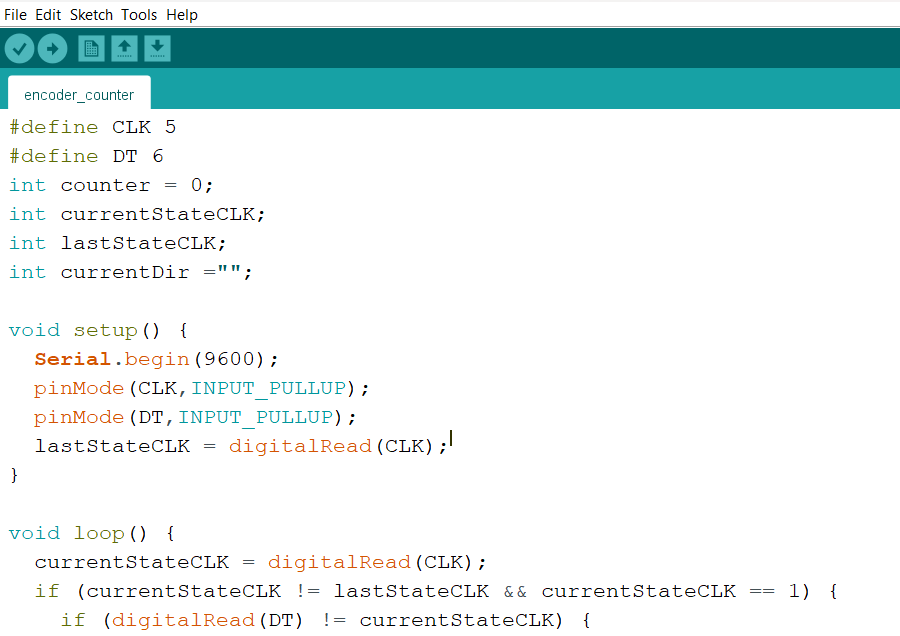 File Edit Sketch Tools Help
encoder_counter
#define CLK 5
#define DT 6
int counter = 0;
int currentStateCLK;
int lastStateCLK;
int currentDir ="";
void setup() {
  Serial.begin(9600);
  pinMode(CLK,INPUT_PULLUP);
  pinMode(DT,INPUT_PULLUP);
  lastStateCLK = digitalRead(CLK);
}
void loop() {
  currentStateCLK = digitalRead(CLK);
  if (currentStateCLK != lastStateCLK && currentStateCLK == 1) {
    if (digitalRead(DT) != currentStateCLK) {